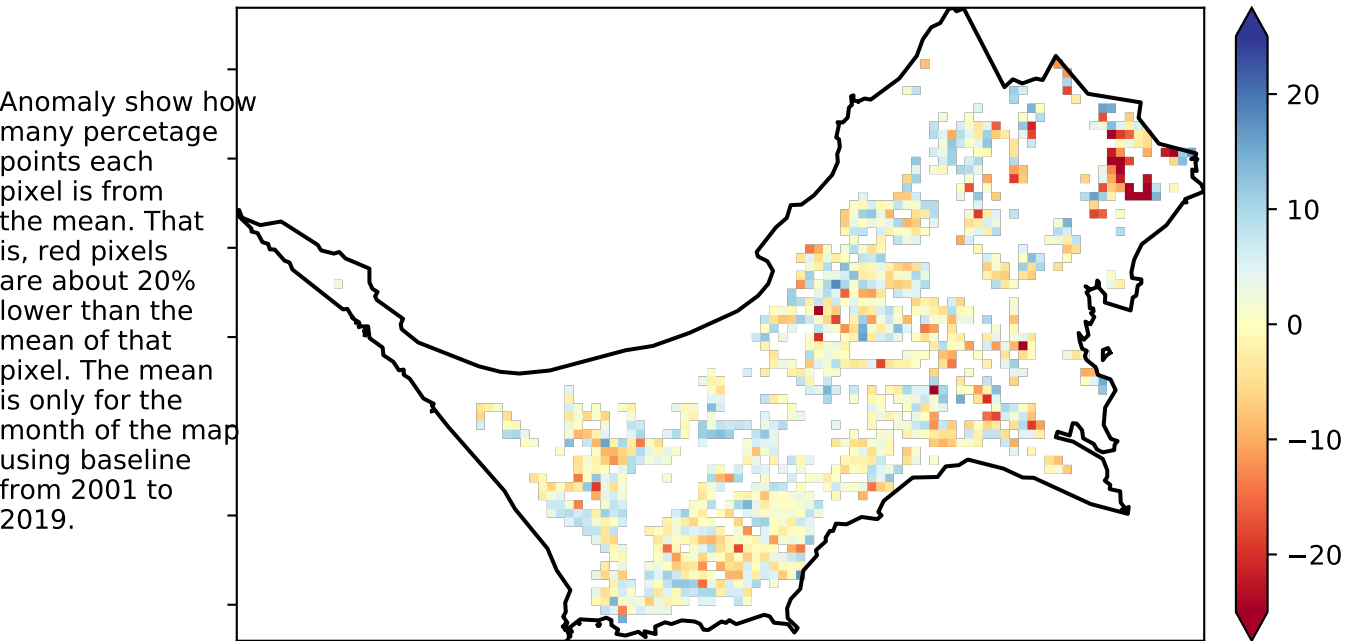 Anomaly show how
many percetage
points each
pixel is from
the mean. That
is, red pixels
are about 20%
lower than the
mean of that
pixel. The mean
is only for the
month of the map
using baseline
from 2001 to
2019.
20
10
0
−10
−20